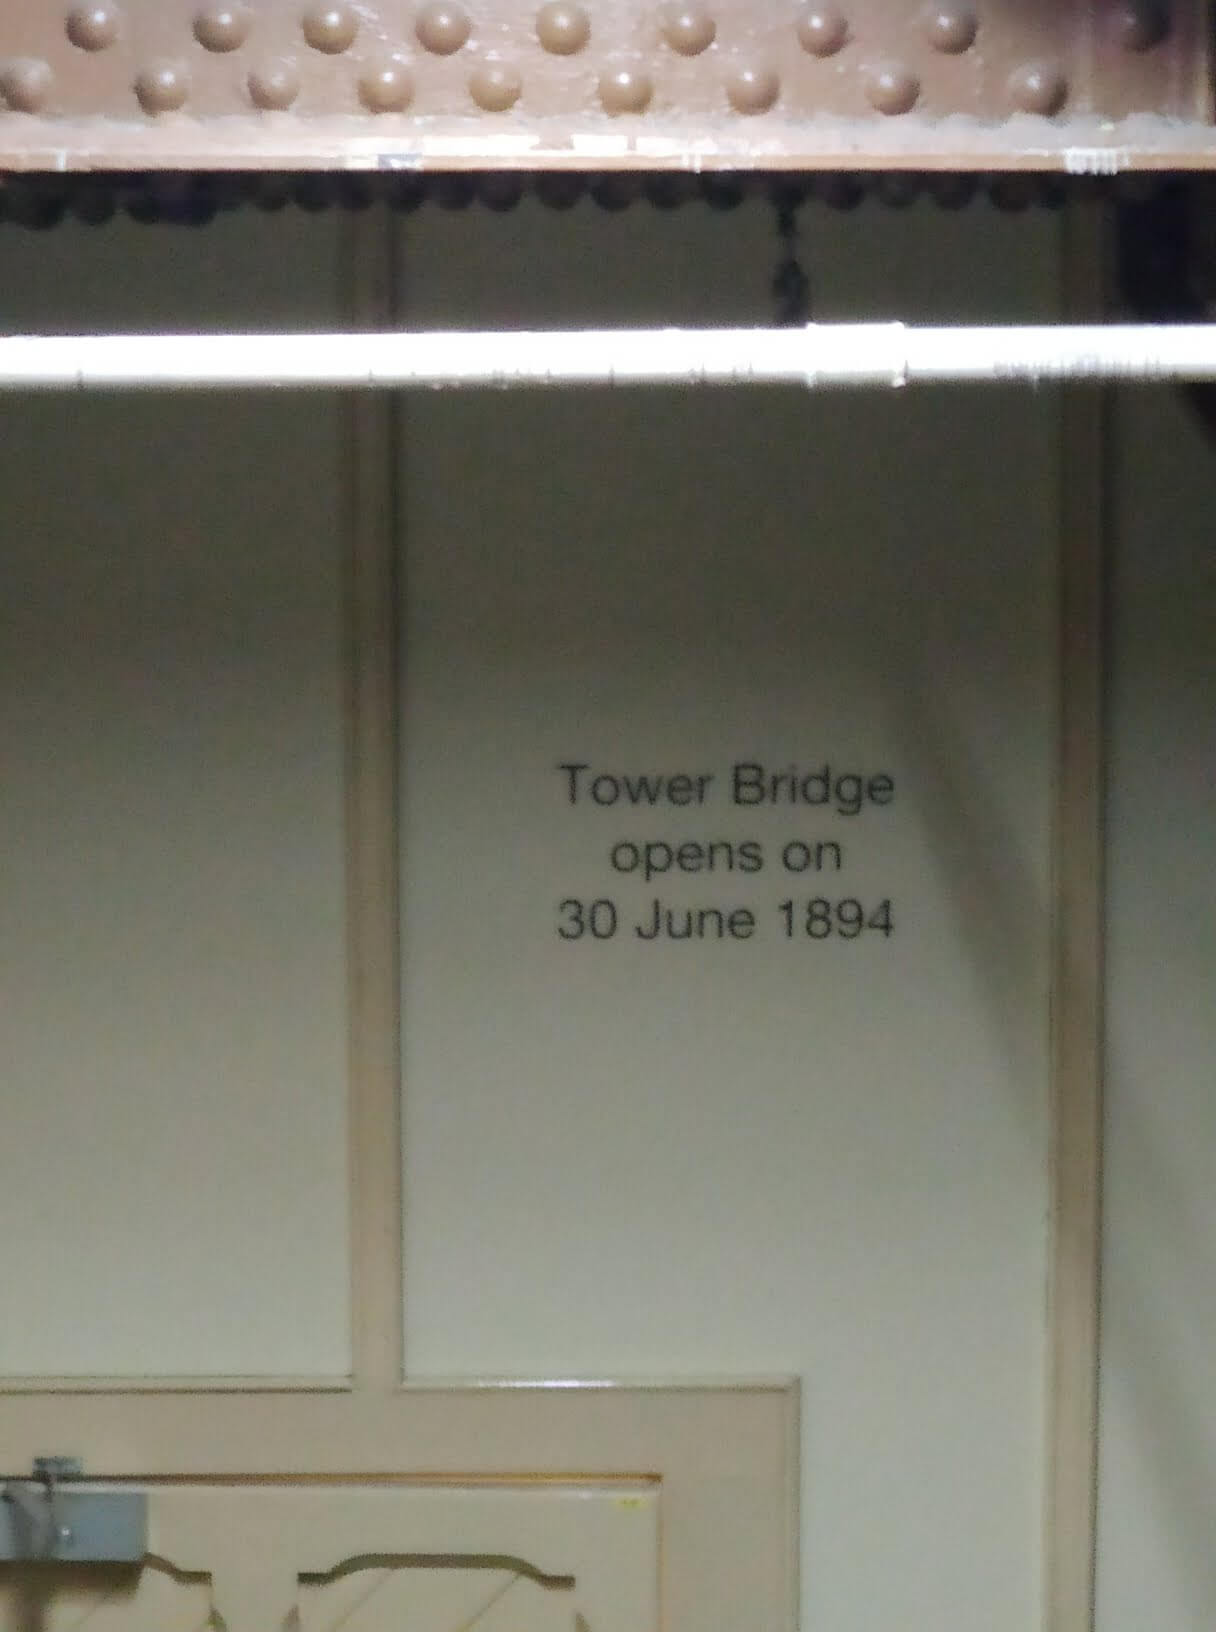 Tower Bridge
opens on
30 June 1894